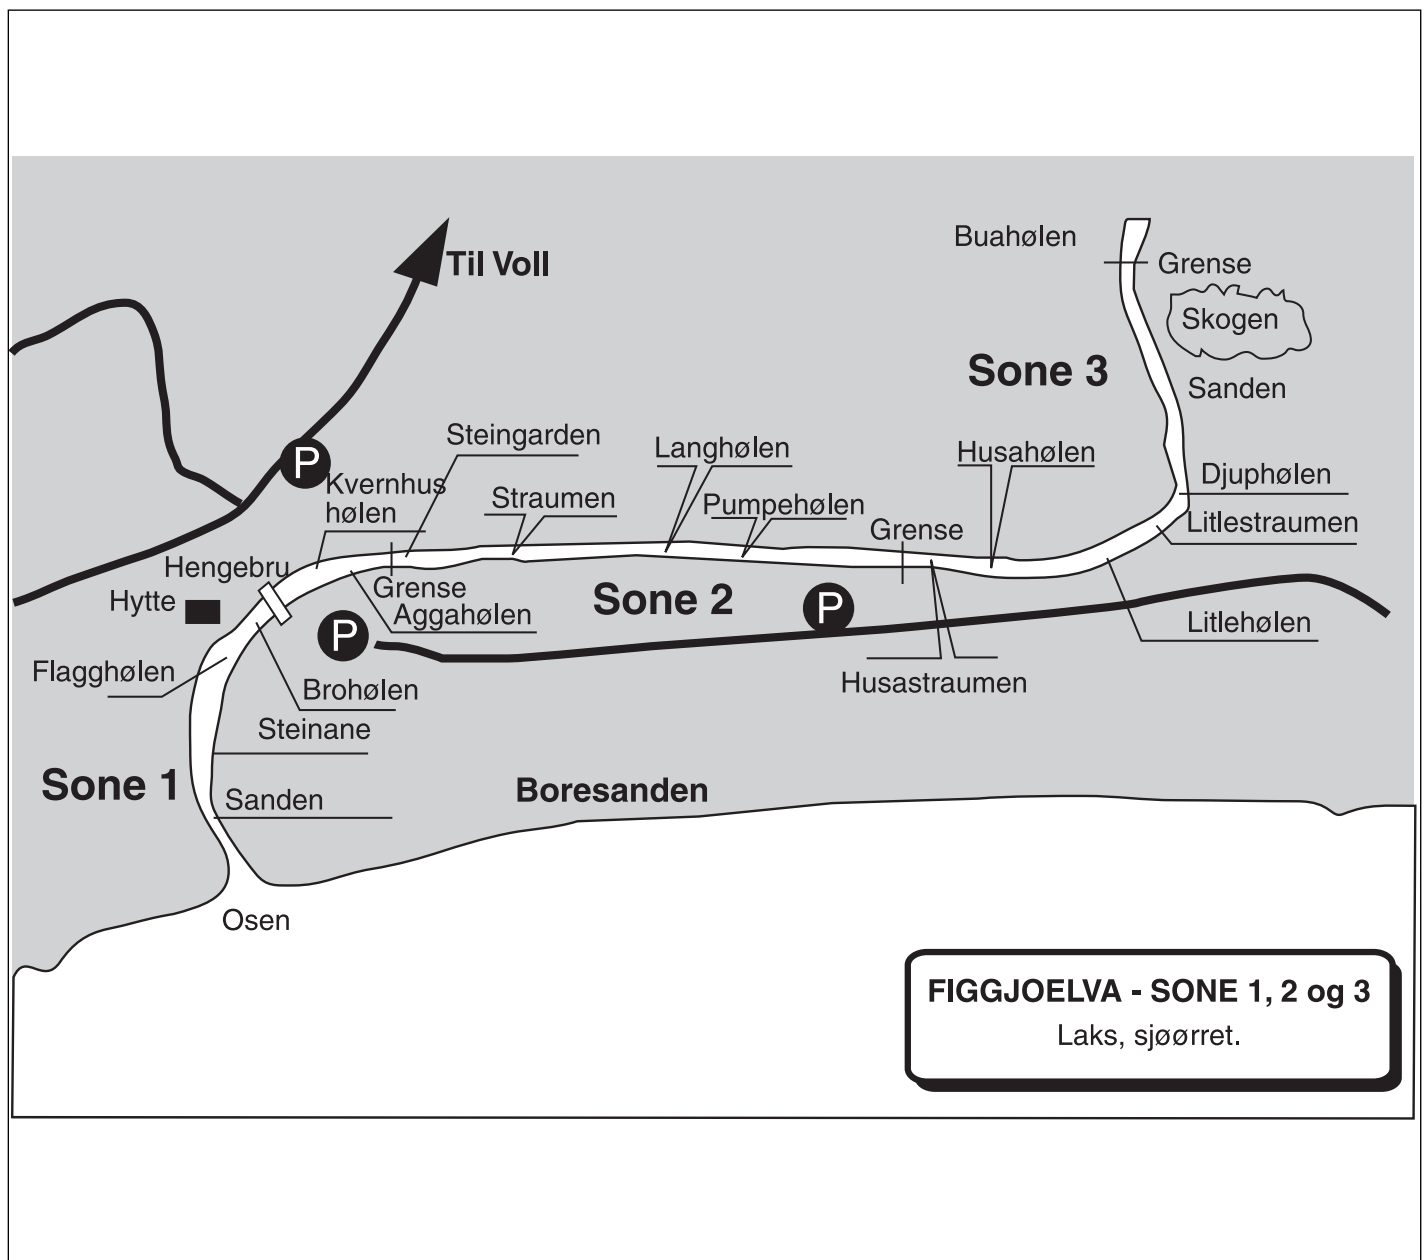 Buahølen
Til Voll
Grense
Skogen
Sone 3
Sanden
Steingarden
Langhølen
Husahølen
P
Kvernhus
hølen
Straumen
Pumpehølen
Djuphølen
Grense
Litlestraumen
Hengebru
Grense
Hytte
Aggahølen
Sone 2
P
P
Litlehølen
Flagghølen
Brohølen
Husastraumen
Steinane
Sone 1
Sanden
Boresanden
Osen
FIGGJOELVA - SONE 1, 2 og 3
Laks, sjøørret.